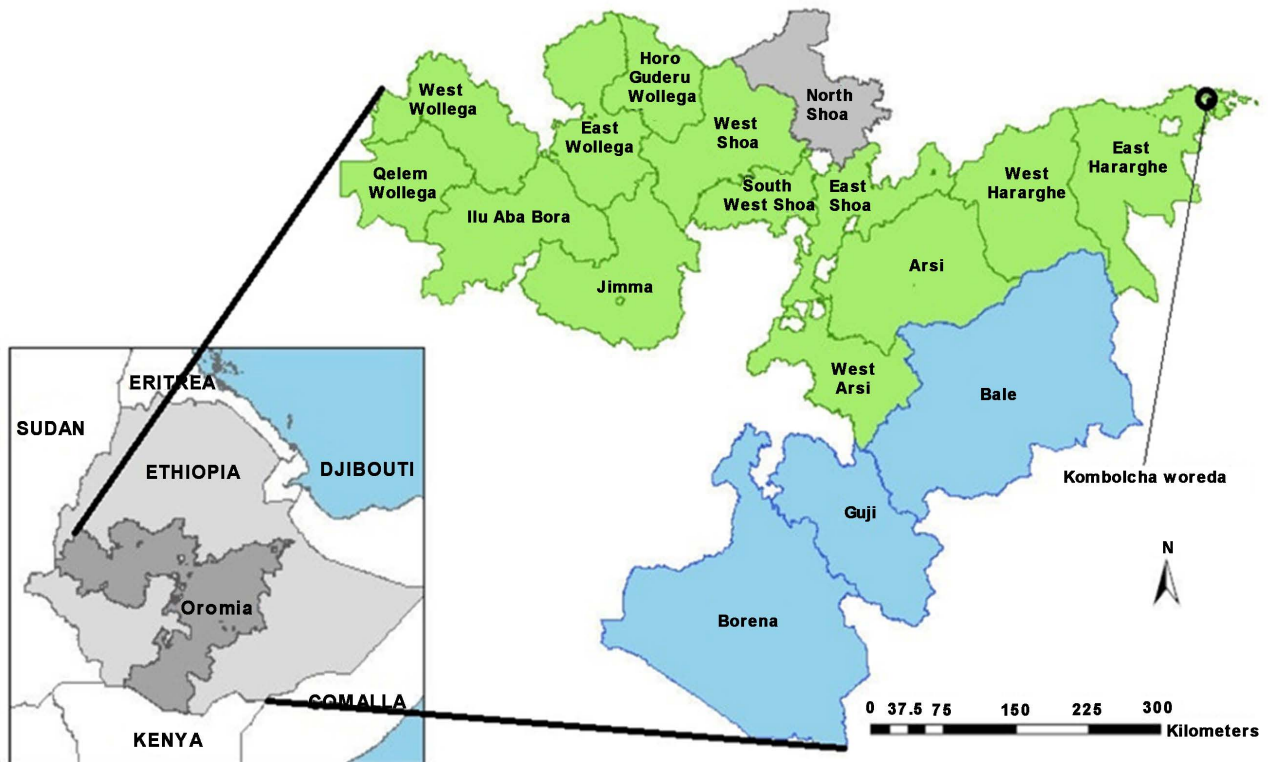 Horo
Guderu
Wollega
West
Wollega
North
Shoa
East
Wollega
West
Shoa
East
Hararghe
West
Hararghe
Qelem
Wollega
South
West Shoa
East
Shoa
Ilu Aba Bora
Arsi
Jimma
West
Arsi
Bale
ERITREA
SUDAN
ETHIOPIA
DJIBOUTI
Kombolcha woreda
Guji
N
Oromia
Borena
COMALLA
KENYA
0 37.5 75 150 225 300
Kilometers